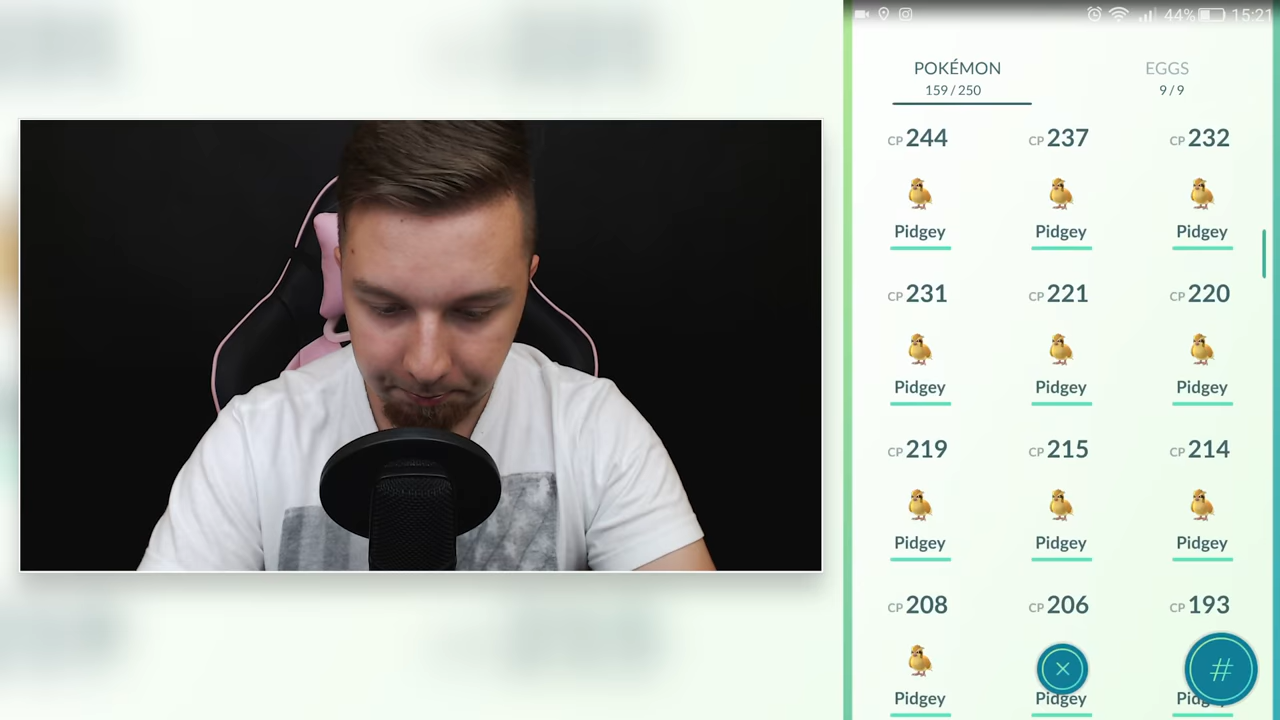 44% 15:21
POKÉMON EGGS
159 / 250 9 / 9
CP 244 CP 237 CP 232
Pidgey Pidgey Pidgey
CP 231 CP 221 CP 220
Pidgey Pidgey Pidgey
CP 219 CP 215 CP 214
Pidgey Pidgey Pidgey
CP 208 CP 206 CP 193
#
Pidgey Pidgey Pidgey